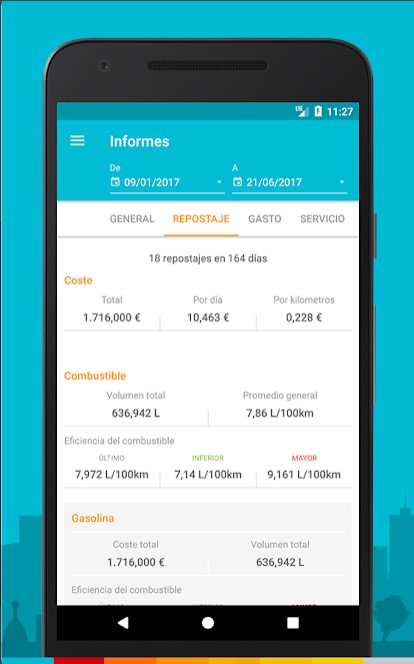 LTE 11:27
Informes
De A
09/01/2017 21/06/2017
GENERAL REPOSTAJE GASTO SERVICIO
18 repostajes en 164 días
Coste
Total Por día Por kilometros
1.716,000 € 10,463 € 0,228 €
Combustible
Volumen total Promedio general
636,942 L 7,86 L/100km
Eficiencia del combustible
ÚLTIMO INFERIOR MAYOR
7,972 L/100km 7,14 L/100km 9,161 L/100km
Gasolina
Coste total Volumen total
1.716,000 € 636,942 L
Eficiencia del combustible